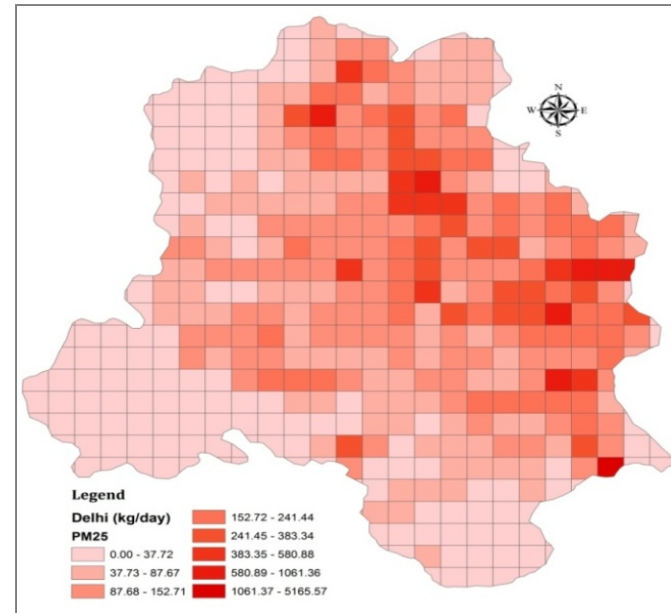 N
W E
S
Legend
Delhi (kg/day)
PM25
0.00 - 37.72
37.73 - 87.67
87.68 - 152.71
152.72 - 241.44
241.45 - 383.34
383.35 - 580.88
580.89 - 1061.36
1061.37 - 5165.57